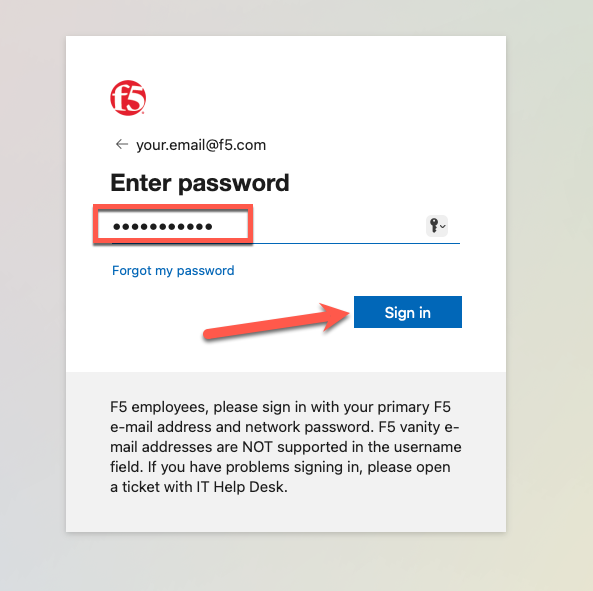 f5
your.email@f5.com
Enter password
•••••••••••
Forgot my password
Sign in
F5 employees, please sign in with your primary F5
e-mail address and network password. F5 vanity e-
mail addresses are NOT supported in the username
field. If you have problems signing in, please open
a ticket with IT Help Desk.